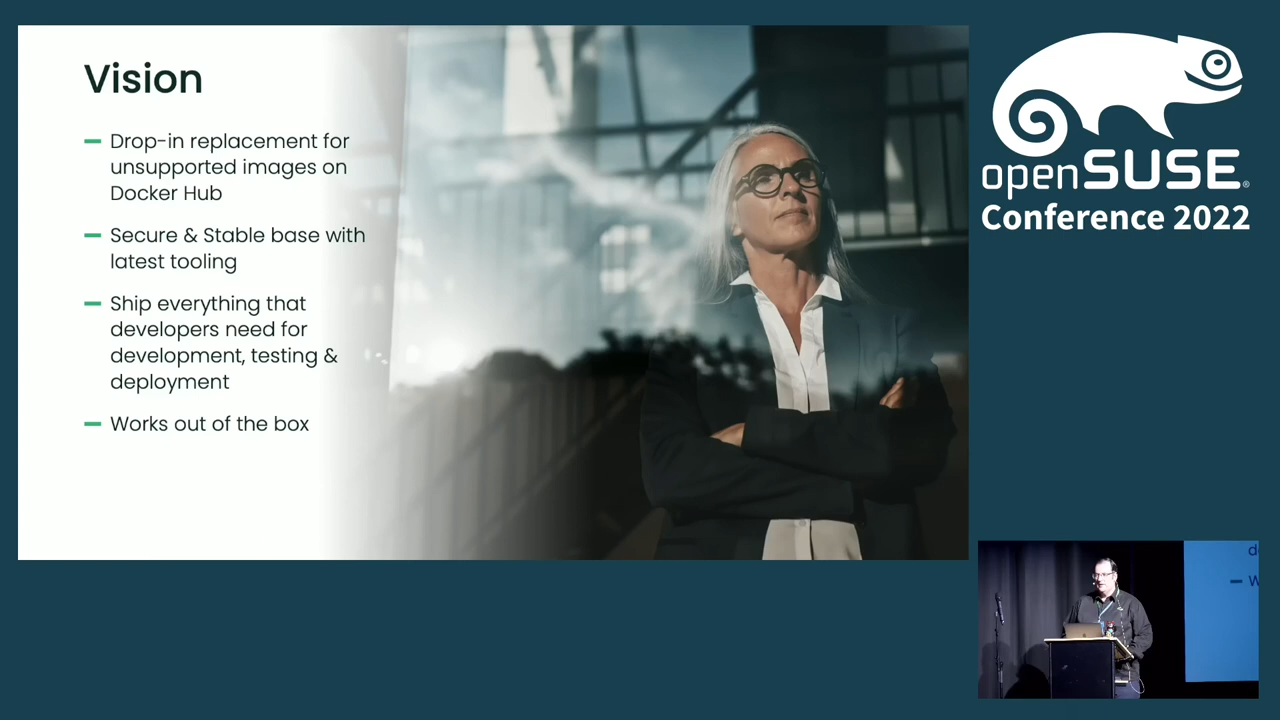 Vision
Drop-in replacement for
unsupported images on
Docker Hub
Secure & Stable base with
latest tooling
Ship everything that
developers need for
development, testing &
deployment
Works out of the box
openSUSE®
Conference 2022
d
W